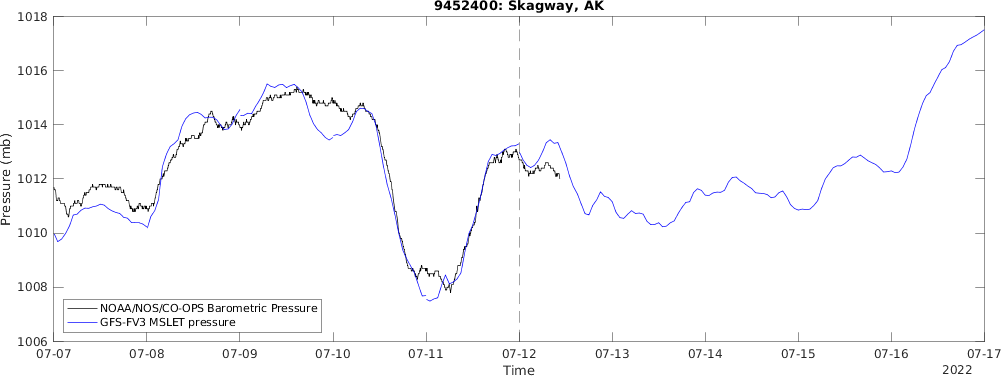 9452400: Skagway, AK
Pressure (mb)
1018
1016
1014
1012
1010
1008
1006
NOAA/NOS/CO-OPS Barometric Pressure
GFS-FV3 MSLET pressure
07-07 07-08 07-09 07-10 07-11 07-12 07-13 07-14 07-15 07-16 07-17
Time
2022